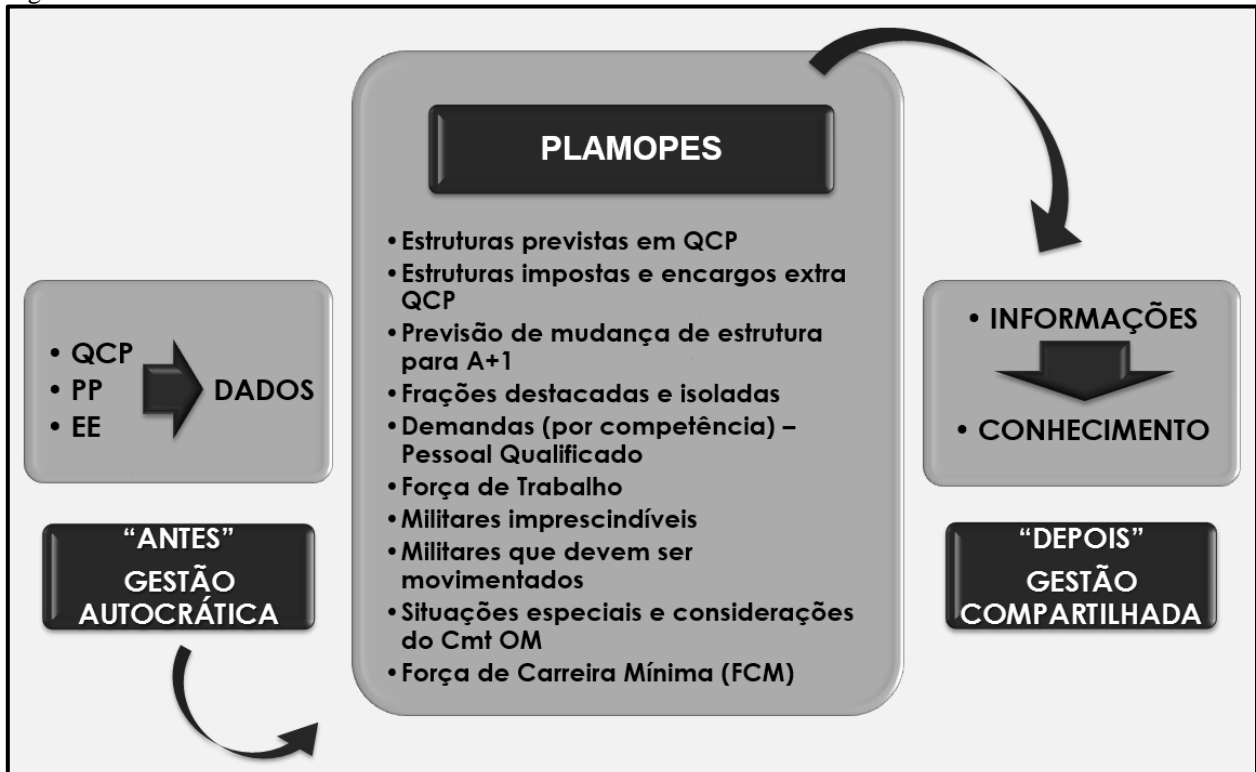 • QCP
• PP
• EE
DADOS
“ANTES”
GESTÃO
AUTOCRÁTICA
PLAMOPES
• Estruturas previstas em QCP
• Estruturas impostas e encargos extra
QCP
• Previsão de mudança de estrutura
para A+1
• Frações destacadas e isoladas
• Demandas (por competência) –
Pessoal Qualificado
• Força de Trabalho
• Militares imprescindíveis
• Militares que devem ser
movimentados
• Situações especiais e considerações
do Cmt OM
• Força de Carreira Mínima (FCM)
• INFORMAÇÕES
• CONHECIMENTO
“DEPOIS”
GESTÃO
COMPARTILHADA